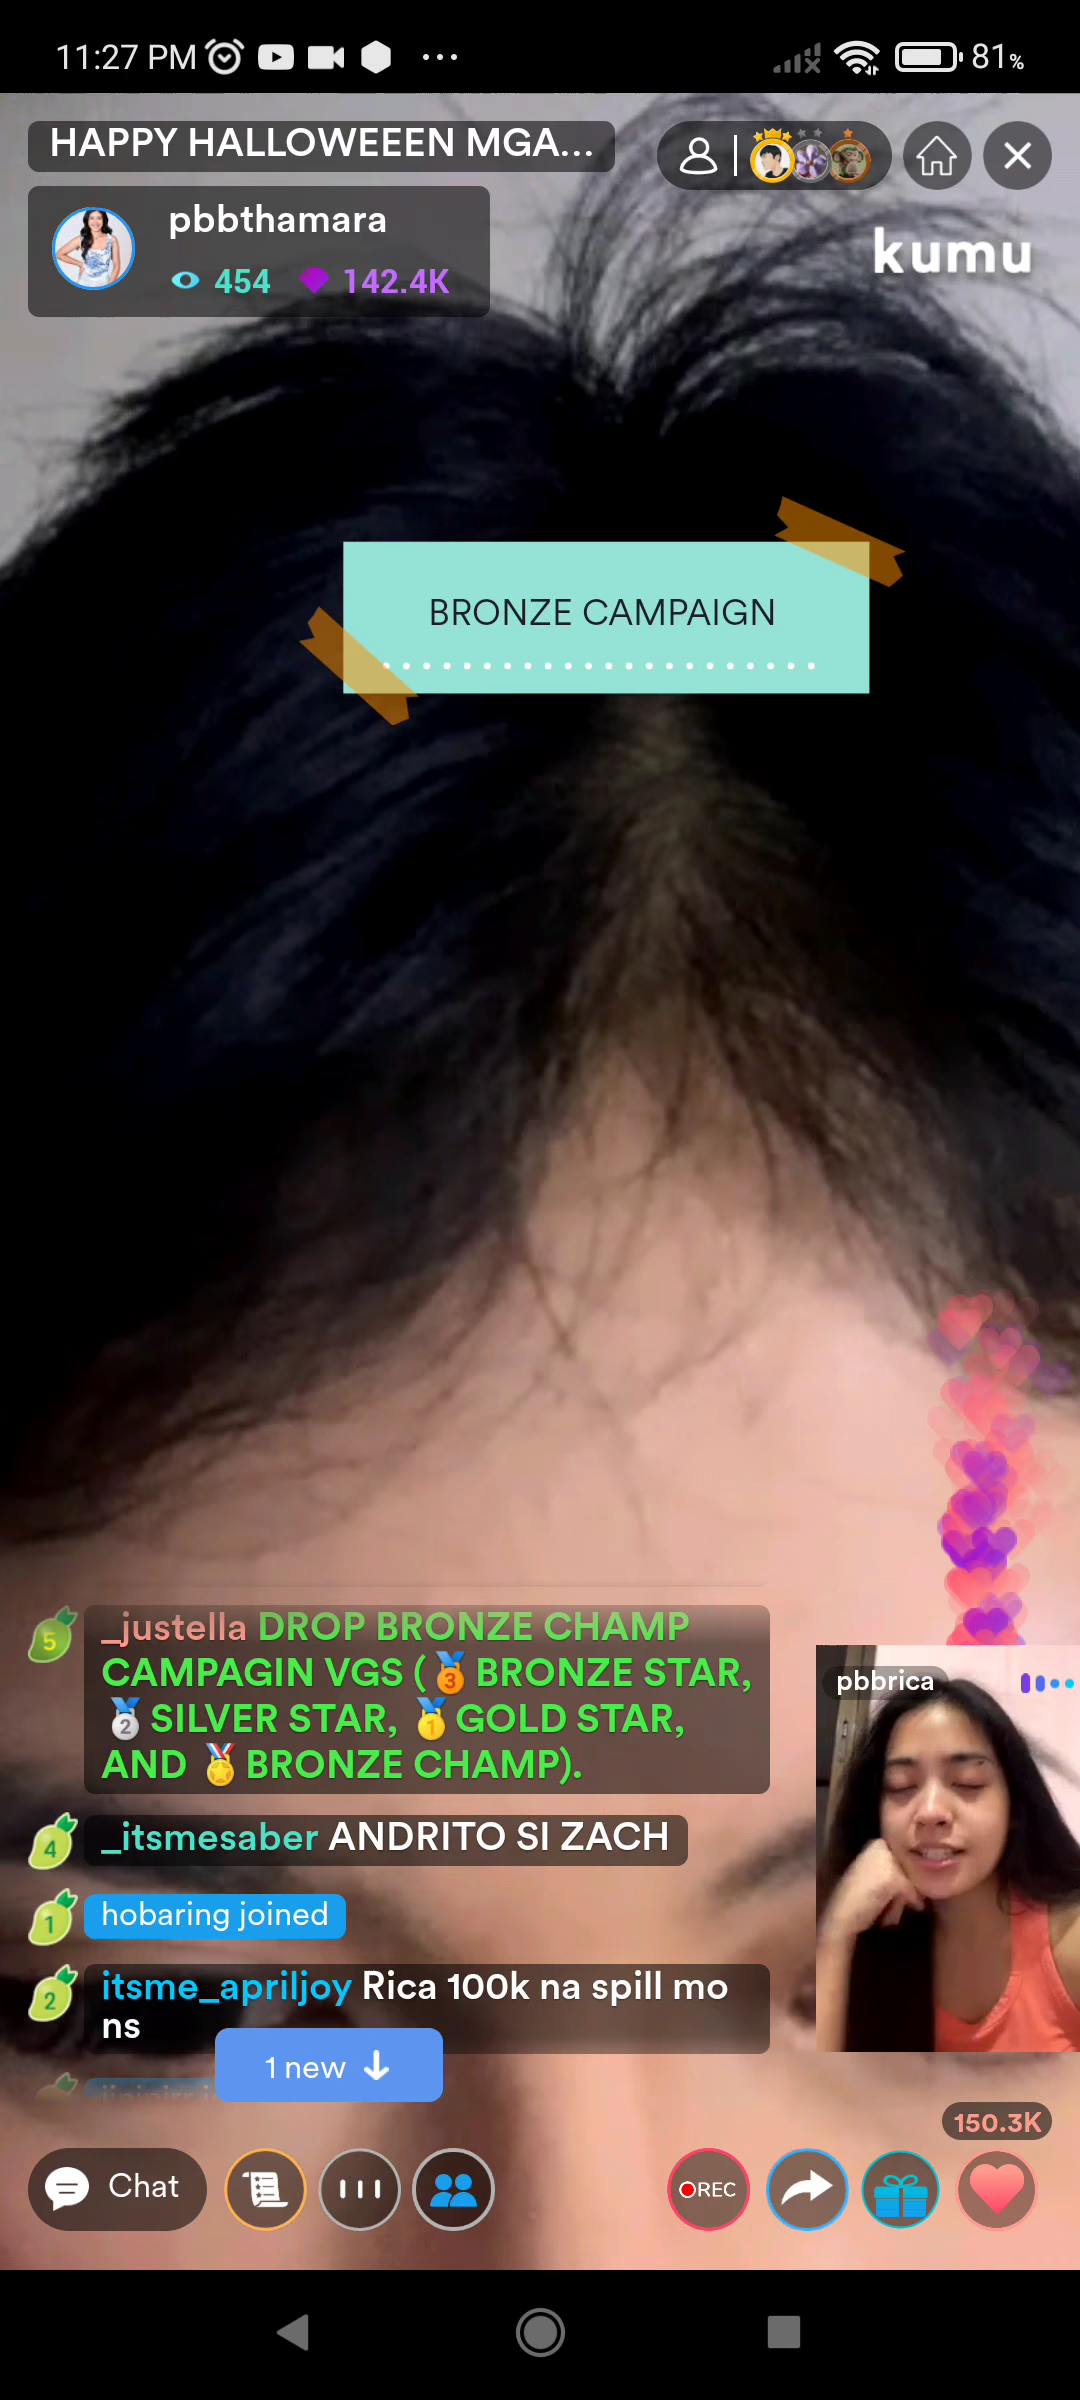 11:27 PM
81%
HAPPY HALLOWEEEN MGA...
pbbthamara
454 142.4K
kumu
BRONZE CAMPAIGN
5 _justella DROP BRONZE CHAMP
CAMPAGIN VGS (🥉BRONZE STAR,
🥈SILVER STAR, 🥇GOLD STAR,
AND 🏅BRONZE CHAMP).
pbbrica
4 _itsmesaber ANDRITO SI ZACH
1 hobaring joined
2 itsme_apriljoy Rica 100k na spill mo
ns
1 new
150.3K
Chat
REC